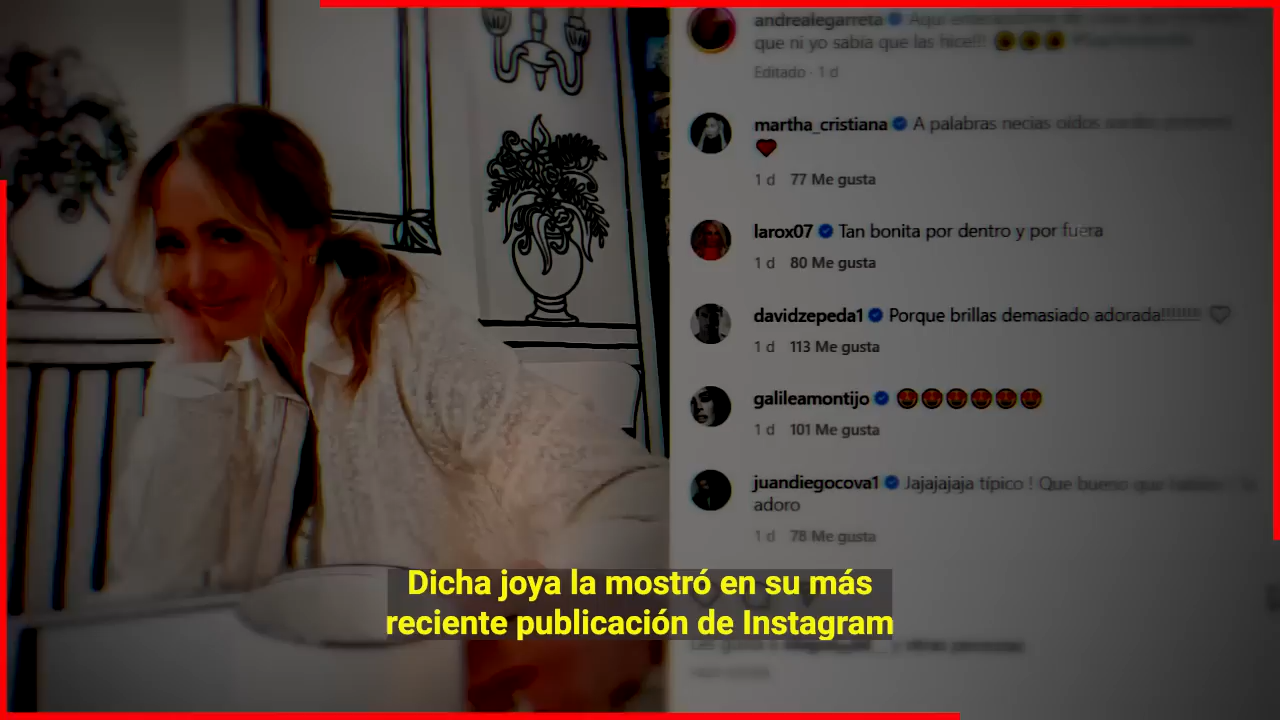 andrealegarreta Aqui
que ni yo sabia que las hice!!!
Editado · 1 d
martha_cristiana A palabras necias oídos
1 d 77 Me gusta
larox07 Tan bonita por dentro y por fuera
1 d 80 Me gusta
davidzepeda1 Porque brillas demasiado adorada!!!!!!!!
1 d 113 Me gusta
galileamontijo 😍😍😍😍😍😍
1 d 101 Me gusta
juandiegocova1 Jajajajaja típico ! Que bueno que
adoro
1 d 78 Me gusta
Dicha joya la mostró en su más
reciente publicación de Instagram